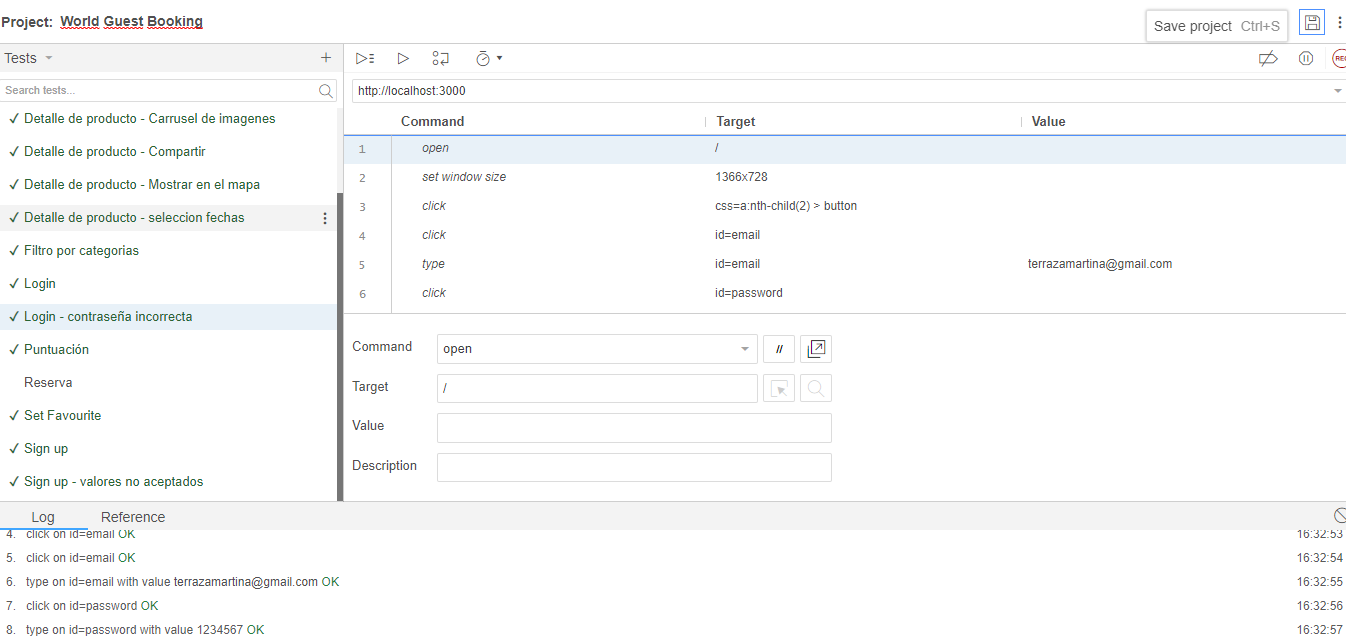 Project: World Guest Booking
Save project Ctrl+S
Tests
Search tests...
http://localhost:3000
Command Target Value
✓ Detalle de producto - Carrusel de imagenes
✓ Detalle de producto - Compartir
✓ Detalle de producto - Mostrar en el mapa
✓ Detalle de producto - seleccion fechas
✓ Filtro por categorias
✓ Login
✓ Login - contraseña incorrecta
✓ Puntuación
Reserva
✓ Set Favourite
✓ Sign up
✓ Sign up - valores no aceptados
1 open /
2 set window size 1366x728
3 click css=a:nth-child(2) > button
4 click id=email
5 type id=email terrazamartina@gmail.com
6 click id=password
Command open //
Target /
Value
Description
Log Reference
4. click on id=email OK 16:32:53
5. click on id=email OK 16:32:54
6. type on id=email with value terrazamartina@gmail.com OK 16:32:55
7. click on id=password OK 16:32:56
8. type on id=password with value 1234567 OK 16:32:57